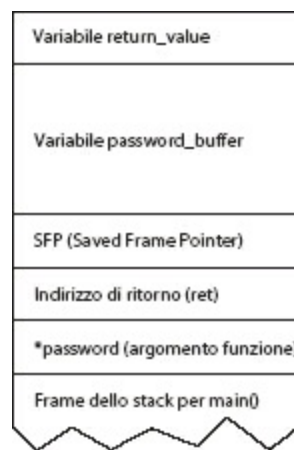 Variabile return_value
Variabile password_buffer
SFP (Saved Frame Pointer)
Indirizzo di ritorno (ret)
*password (argomento funzione)
Frame dello stack per main()